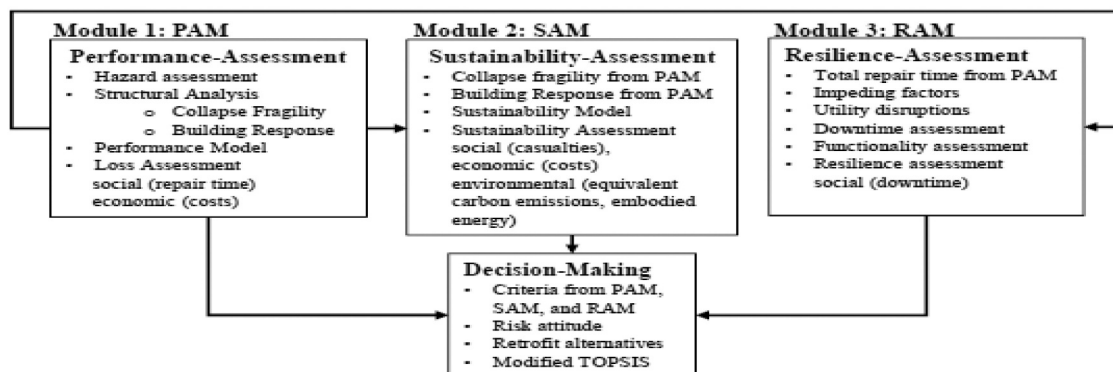 Module 1: PAM
Performance-Assessment
- Hazard assessment
- Structural Analysis
o Collapse Fragility
o Building Response
- Performance Model
- Loss Assessment
social (repair time)
economic (costs)
Module 2: SAM
Sustainability-Assessment
- Collapse fragility from PAM
- Building Response from PAM
- Sustainability Model
- Sustainability Assessment
social (casualties),
economic (costs)
environmental (equivalent
carbon emissions, embodied
energy)
Module 3: RAM
Resilience-Assessment
- Total repair time from PAM
- Impeding factors
- Utility disruptions
- Downtime assessment
- Functionality assessment
- Resilience assessment
social (downtime)
Decision-Making
- Criteria from PAM,
SAM, and RAM
- Risk attitude
- Retrofit alternatives
- Modified TOPSIS